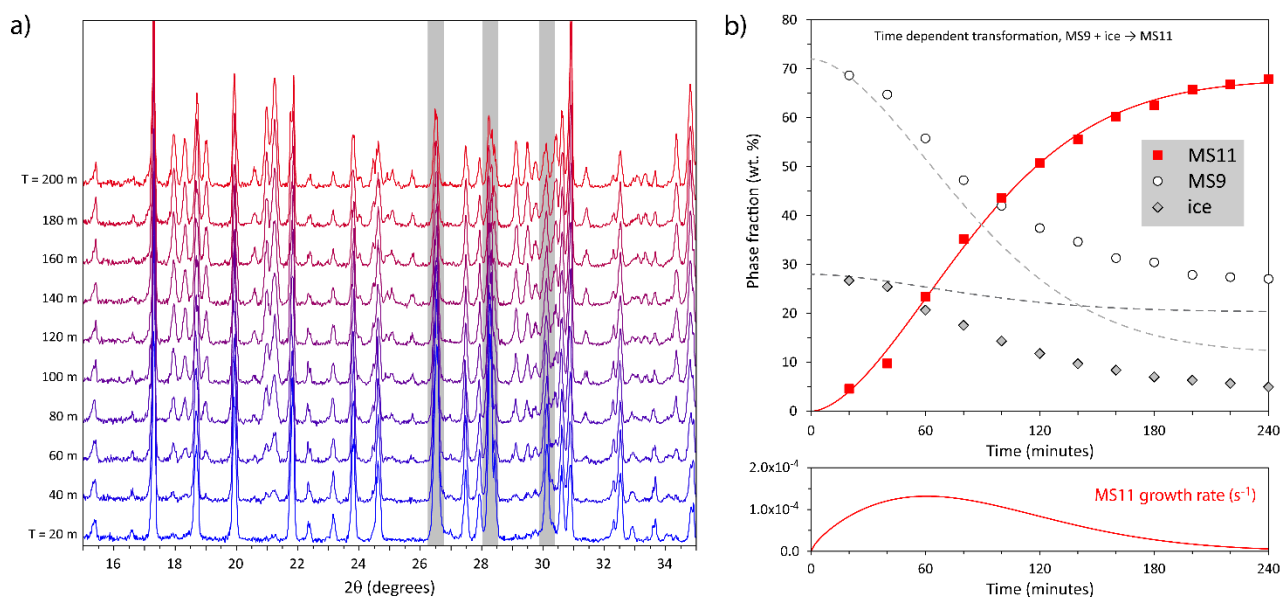 a)
T = 200 m
180 m
160 m
140 m
120 m
100 m
80 m
60 m
40 m
T = 20 m
16 18 20 22 24 26 28 30 32 34
2θ (degrees)
b)
Time dependent transformation, MS9 + ice → MS11
Phase fraction (wt. %)
80
70
60
50
40
30
20
10
0
MS11
MS9
ice
0 60 120 180 240
Time (minutes)
2.0x10⁻⁴
1.0x10⁻⁴
0.0
MS11 growth rate (s⁻¹)
0 60 120 180 240
Time (minutes)